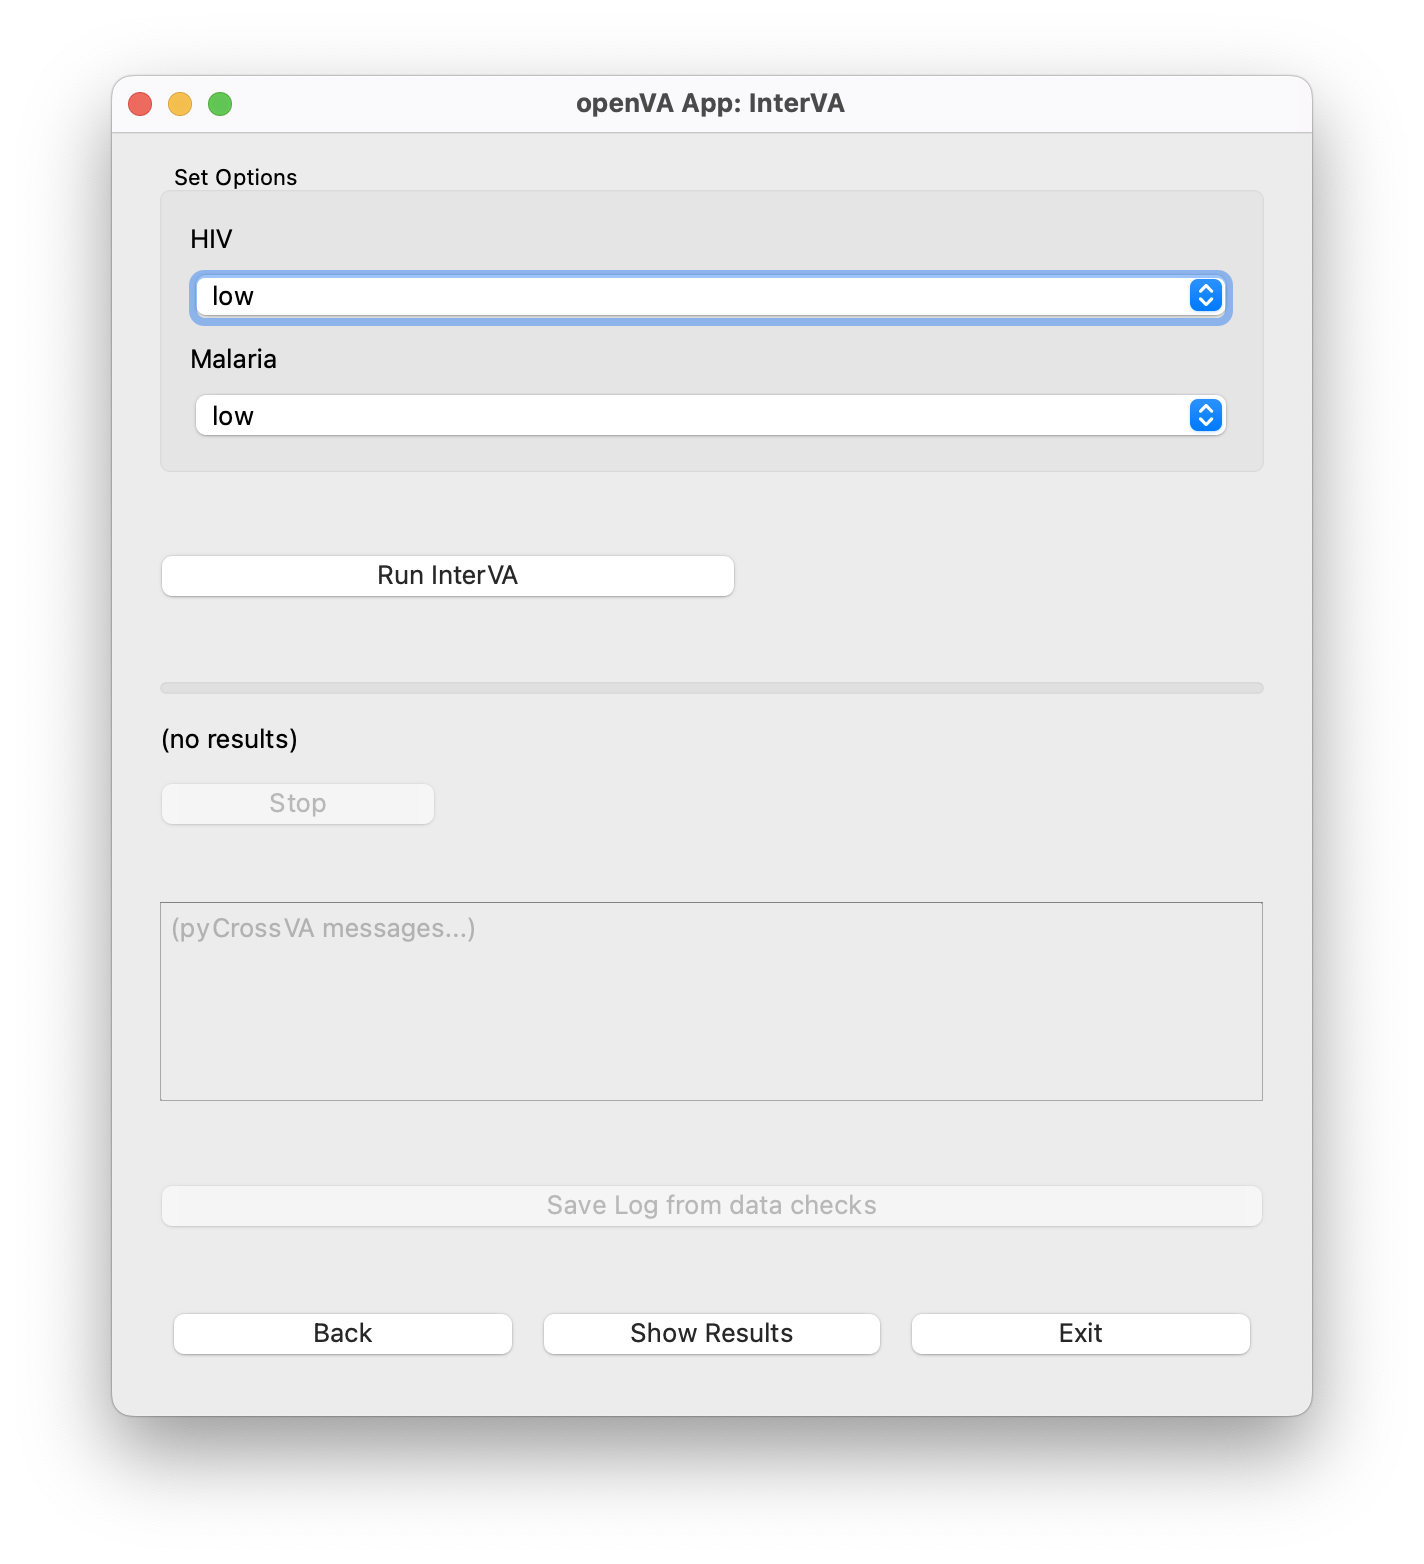 openVA App: InterVA
Set Options
HIV
low
Malaria
low
Run InterVA
(no results)
Stop
(pyCrossVA messages...)
Save Log from data checks
Back
Show Results
Exit